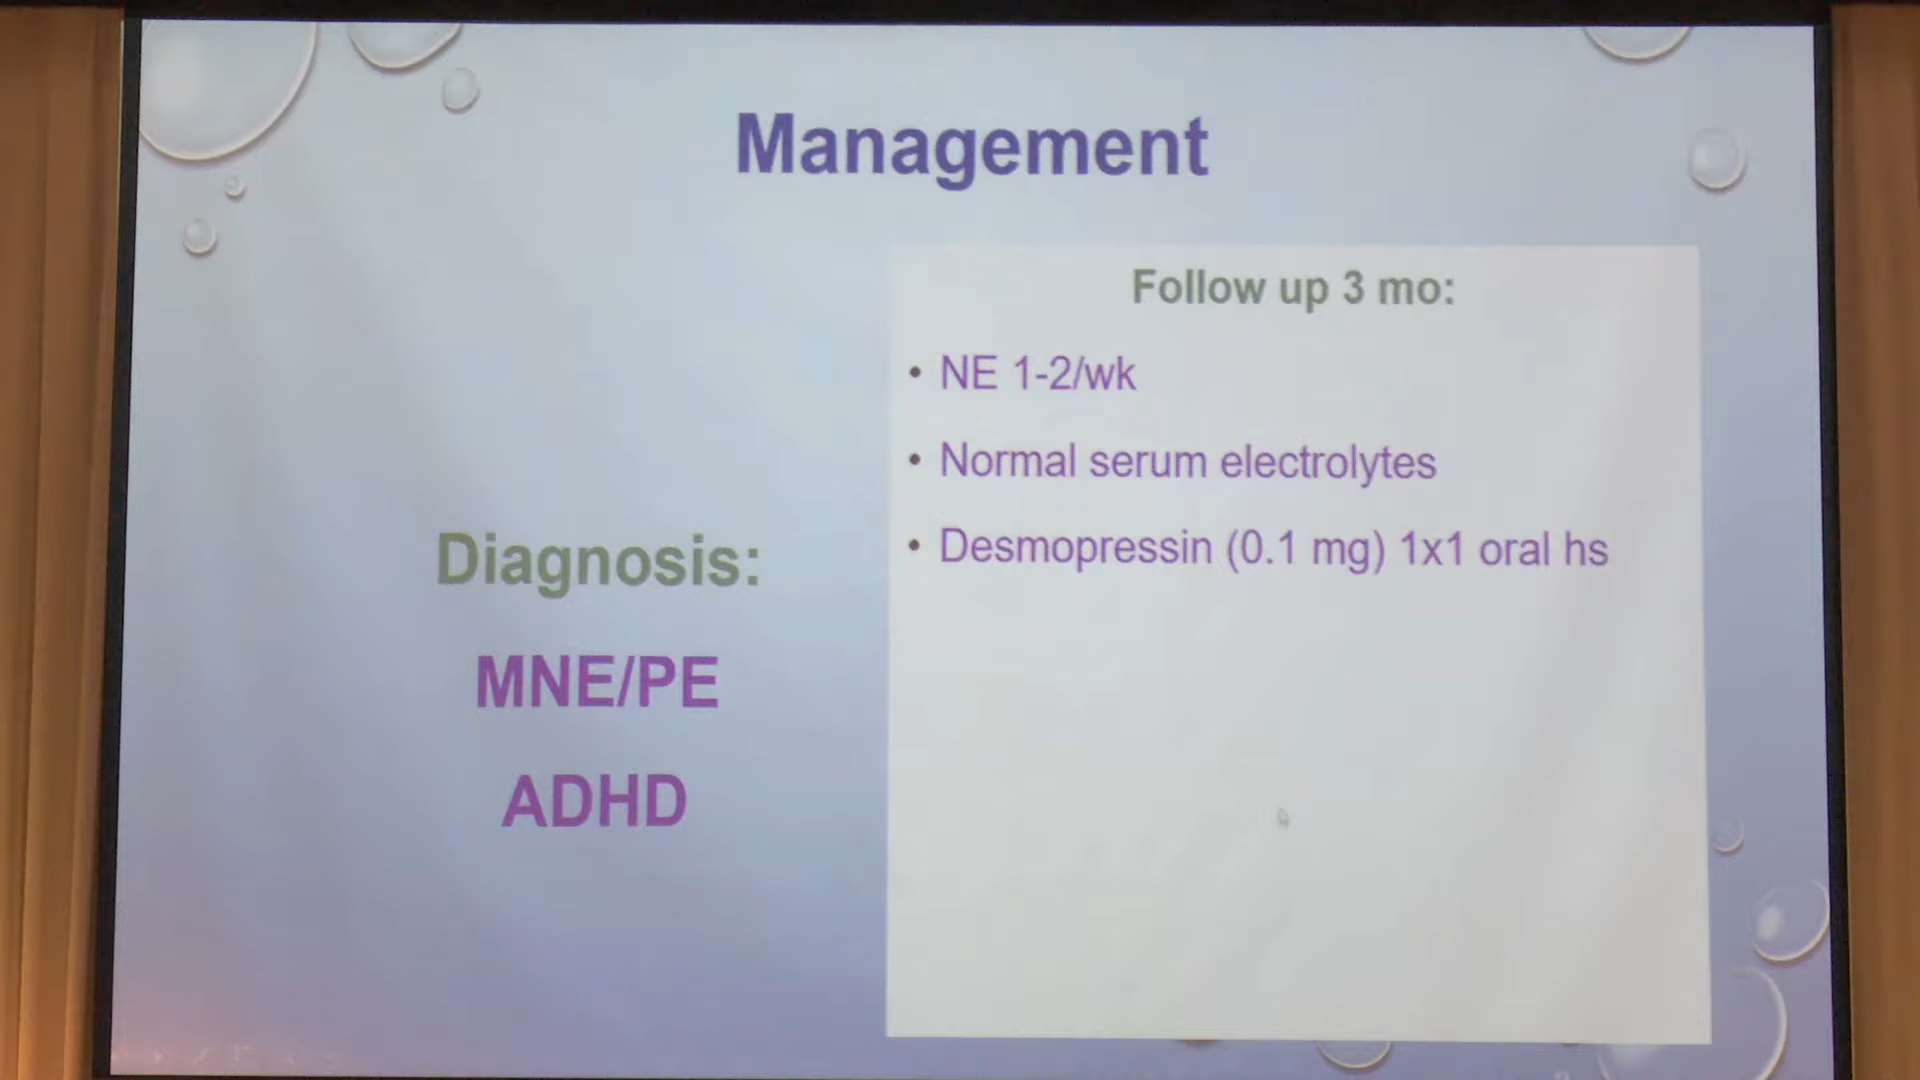 Management
Diagnosis:
MNE/PE
ADHD
Follow up 3 mo:
• NE 1-2/wk
• Normal serum electrolytes
• Desmopressin (0.1 mg) 1x1 oral hs